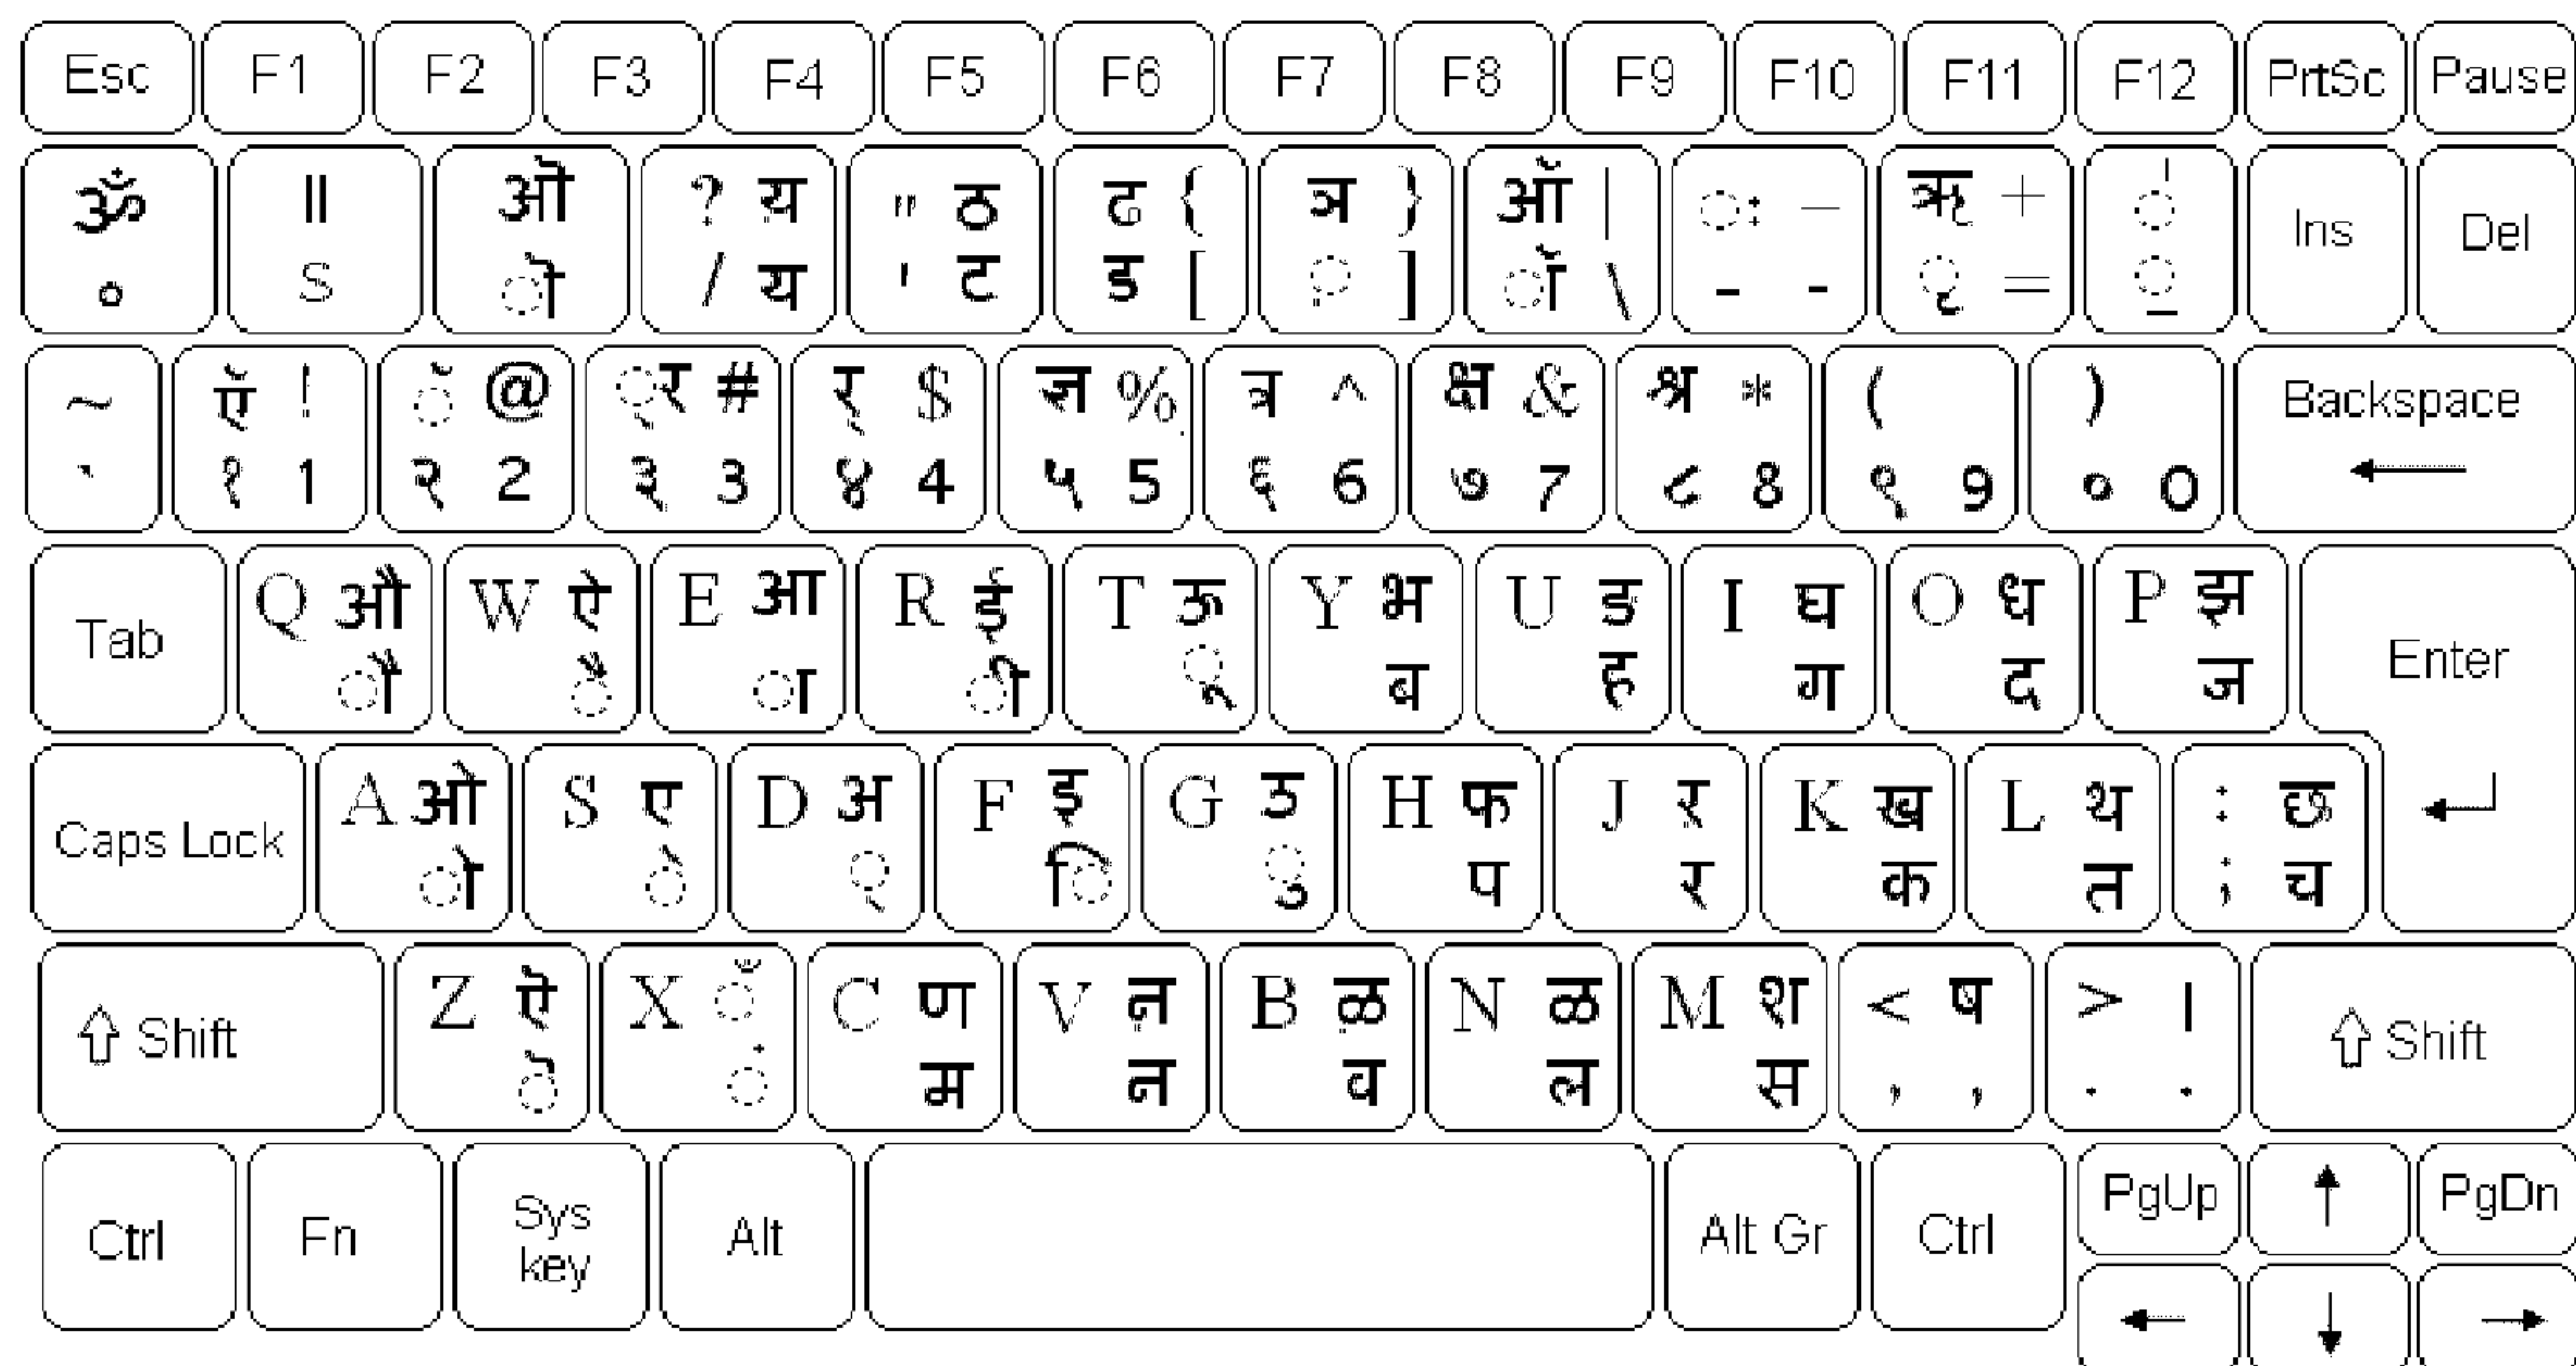 Esc F1 F2 F3 F4 F5 F6 F7 F8 F9 F10 F11 F12 PrtSc Pause
ॐ ॥ ऒ ? य़ " ठ ढ { ञ } ऑ | ः – ऋ + ॑ Ins Del
॰ S ॊ / य ' ट ड [ ़ ] ॉ \ - - ृ = ॒
~ ऍ ! ॅ @ ्र # र् $ ज्ञ % त्र ^ क्ष & श्र * ( ) Backspace
` १ 1 २ 2 ३ 3 ४ 4 ५ 5 ६ 6 ७ 7 ८ 8 ९ 9 ० 0 ←
Tab Q औ W ऐ E आ R ई T ऊ Y भ U ङ I घ O ध P झ Enter
ौ ै ा ी ू ब ह ग द ज
Caps Lock A ओ S ए D अ F इ G उ H फ J ऱ K ख L थ : छ
ो े ् ि ु प र क त ; च
⇧ Shift Z ऎ X ँ C ण V ऩ B ऴ N ळ M श < ष > । ⇧ Shift
ॆ ं म न व ल स , , . .
Ctrl Fn Sys key Alt Alt Gr Ctrl PgUp ↑ PgDn
← ↓ →